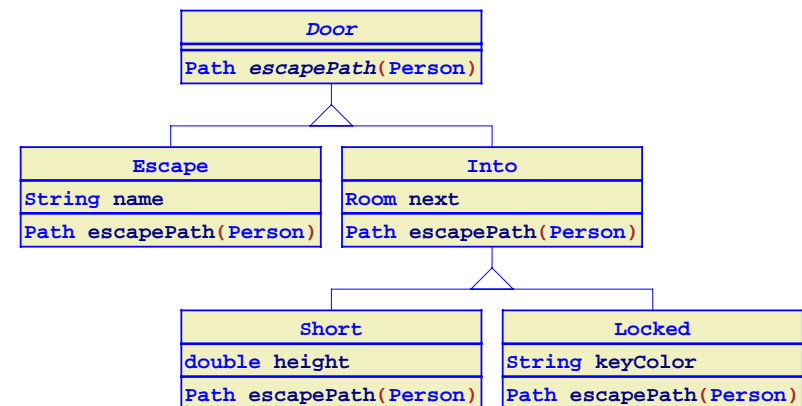 Door
Path escapePath(Person)
Escape
String name
Path escapePath(Person)
Into
Room next
Path escapePath(Person)
Short
double height
Path escapePath(Person)
Locked
String keyColor
Path escapePath(Person)